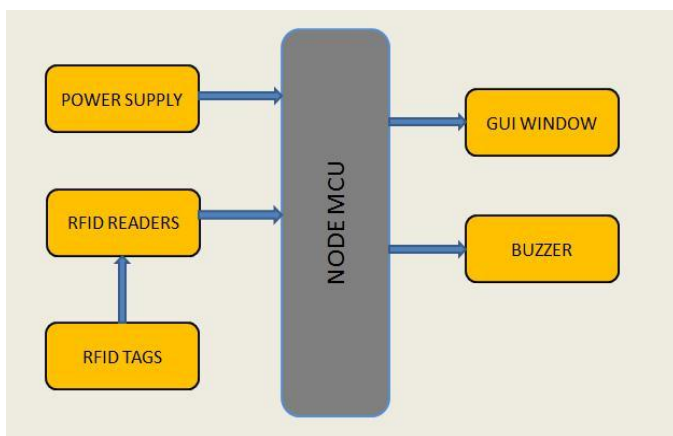 POWER SUPPLY
RFID READERS
RFID TAGS
NODE MCU
GUI WINDOW
BUZZER